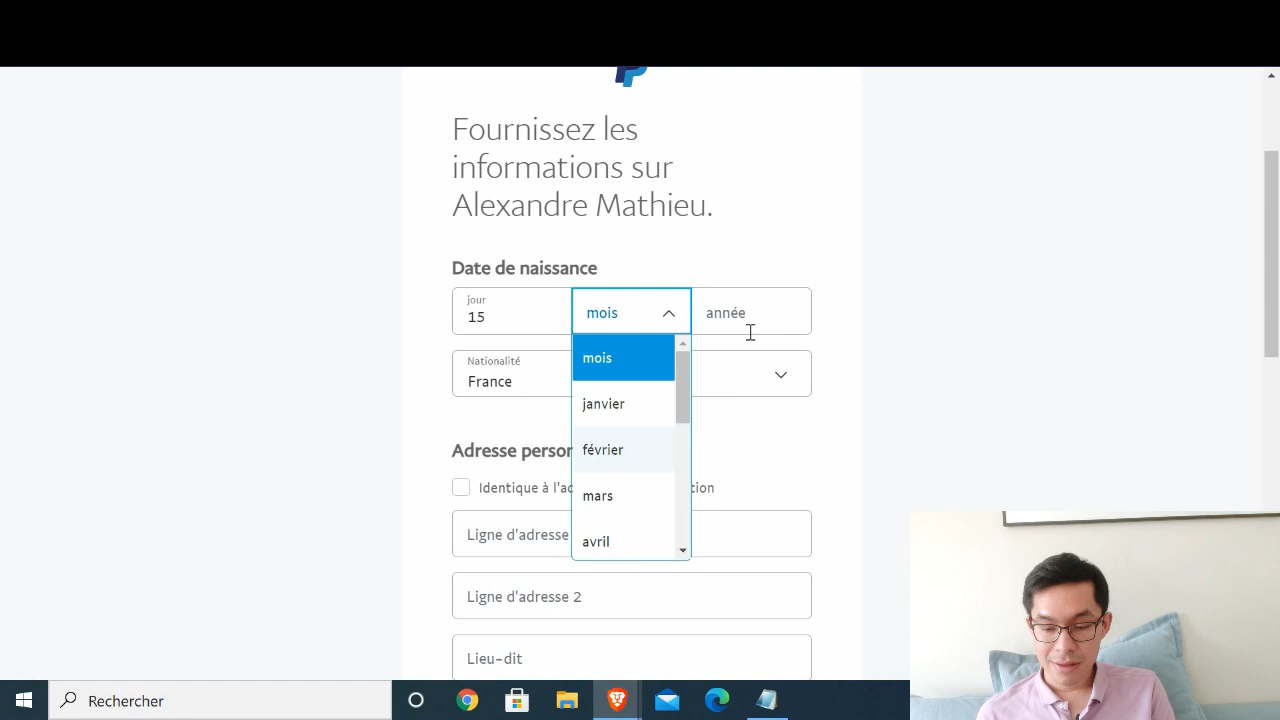 Fournissez les
informations sur
Alexandre Mathieu.
Date de naissance
jour
15
mois
année
mois
janvier
février
mars
avril
Nationalité
France
Adresse person
Identique à l'ad
tion
Ligne d'adresse
Ligne d'adresse 2
Lieu-dit
Rechercher